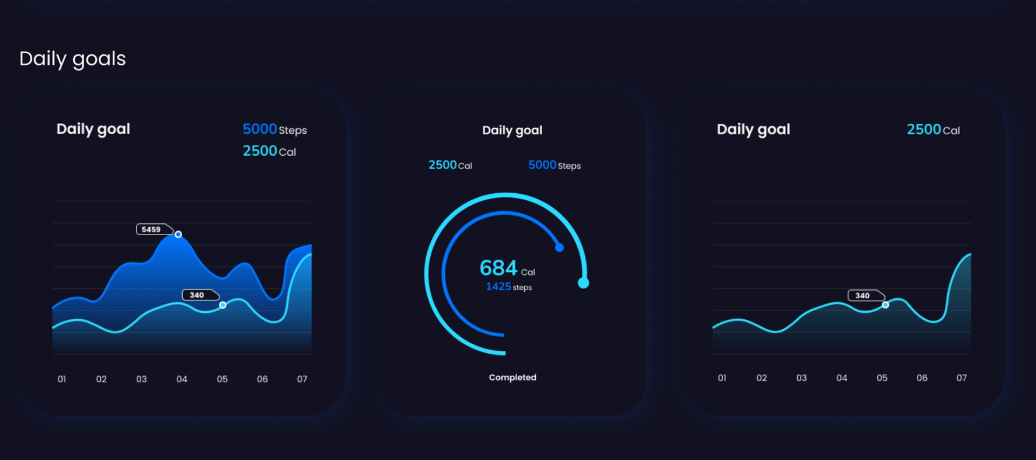 Daily goals
Daily goal
5000 Steps
2500 Cal
5459
340
01 02 03 04 05 06 07
Daily goal
2500 Cal 5000 Steps
684 Cal
1425 steps
Completed
Daily goal 2500 Cal
340
01 02 03 04 05 06 07